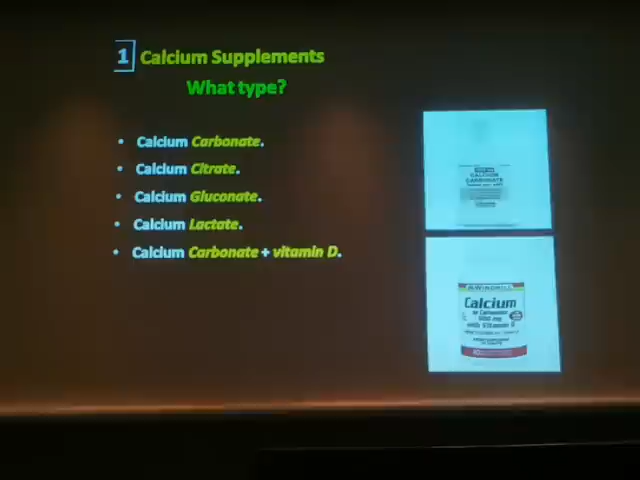 1 Calcium Supplements
What type?
• Calcium Carbonate.
• Calcium Citrate.
• Calcium Gluconate.
• Calcium Lactate.
• Calcium Carbonate + vitamin D.
CALCIUM
CARBONATE
WINDMILL
Calcium
with Vitamin D